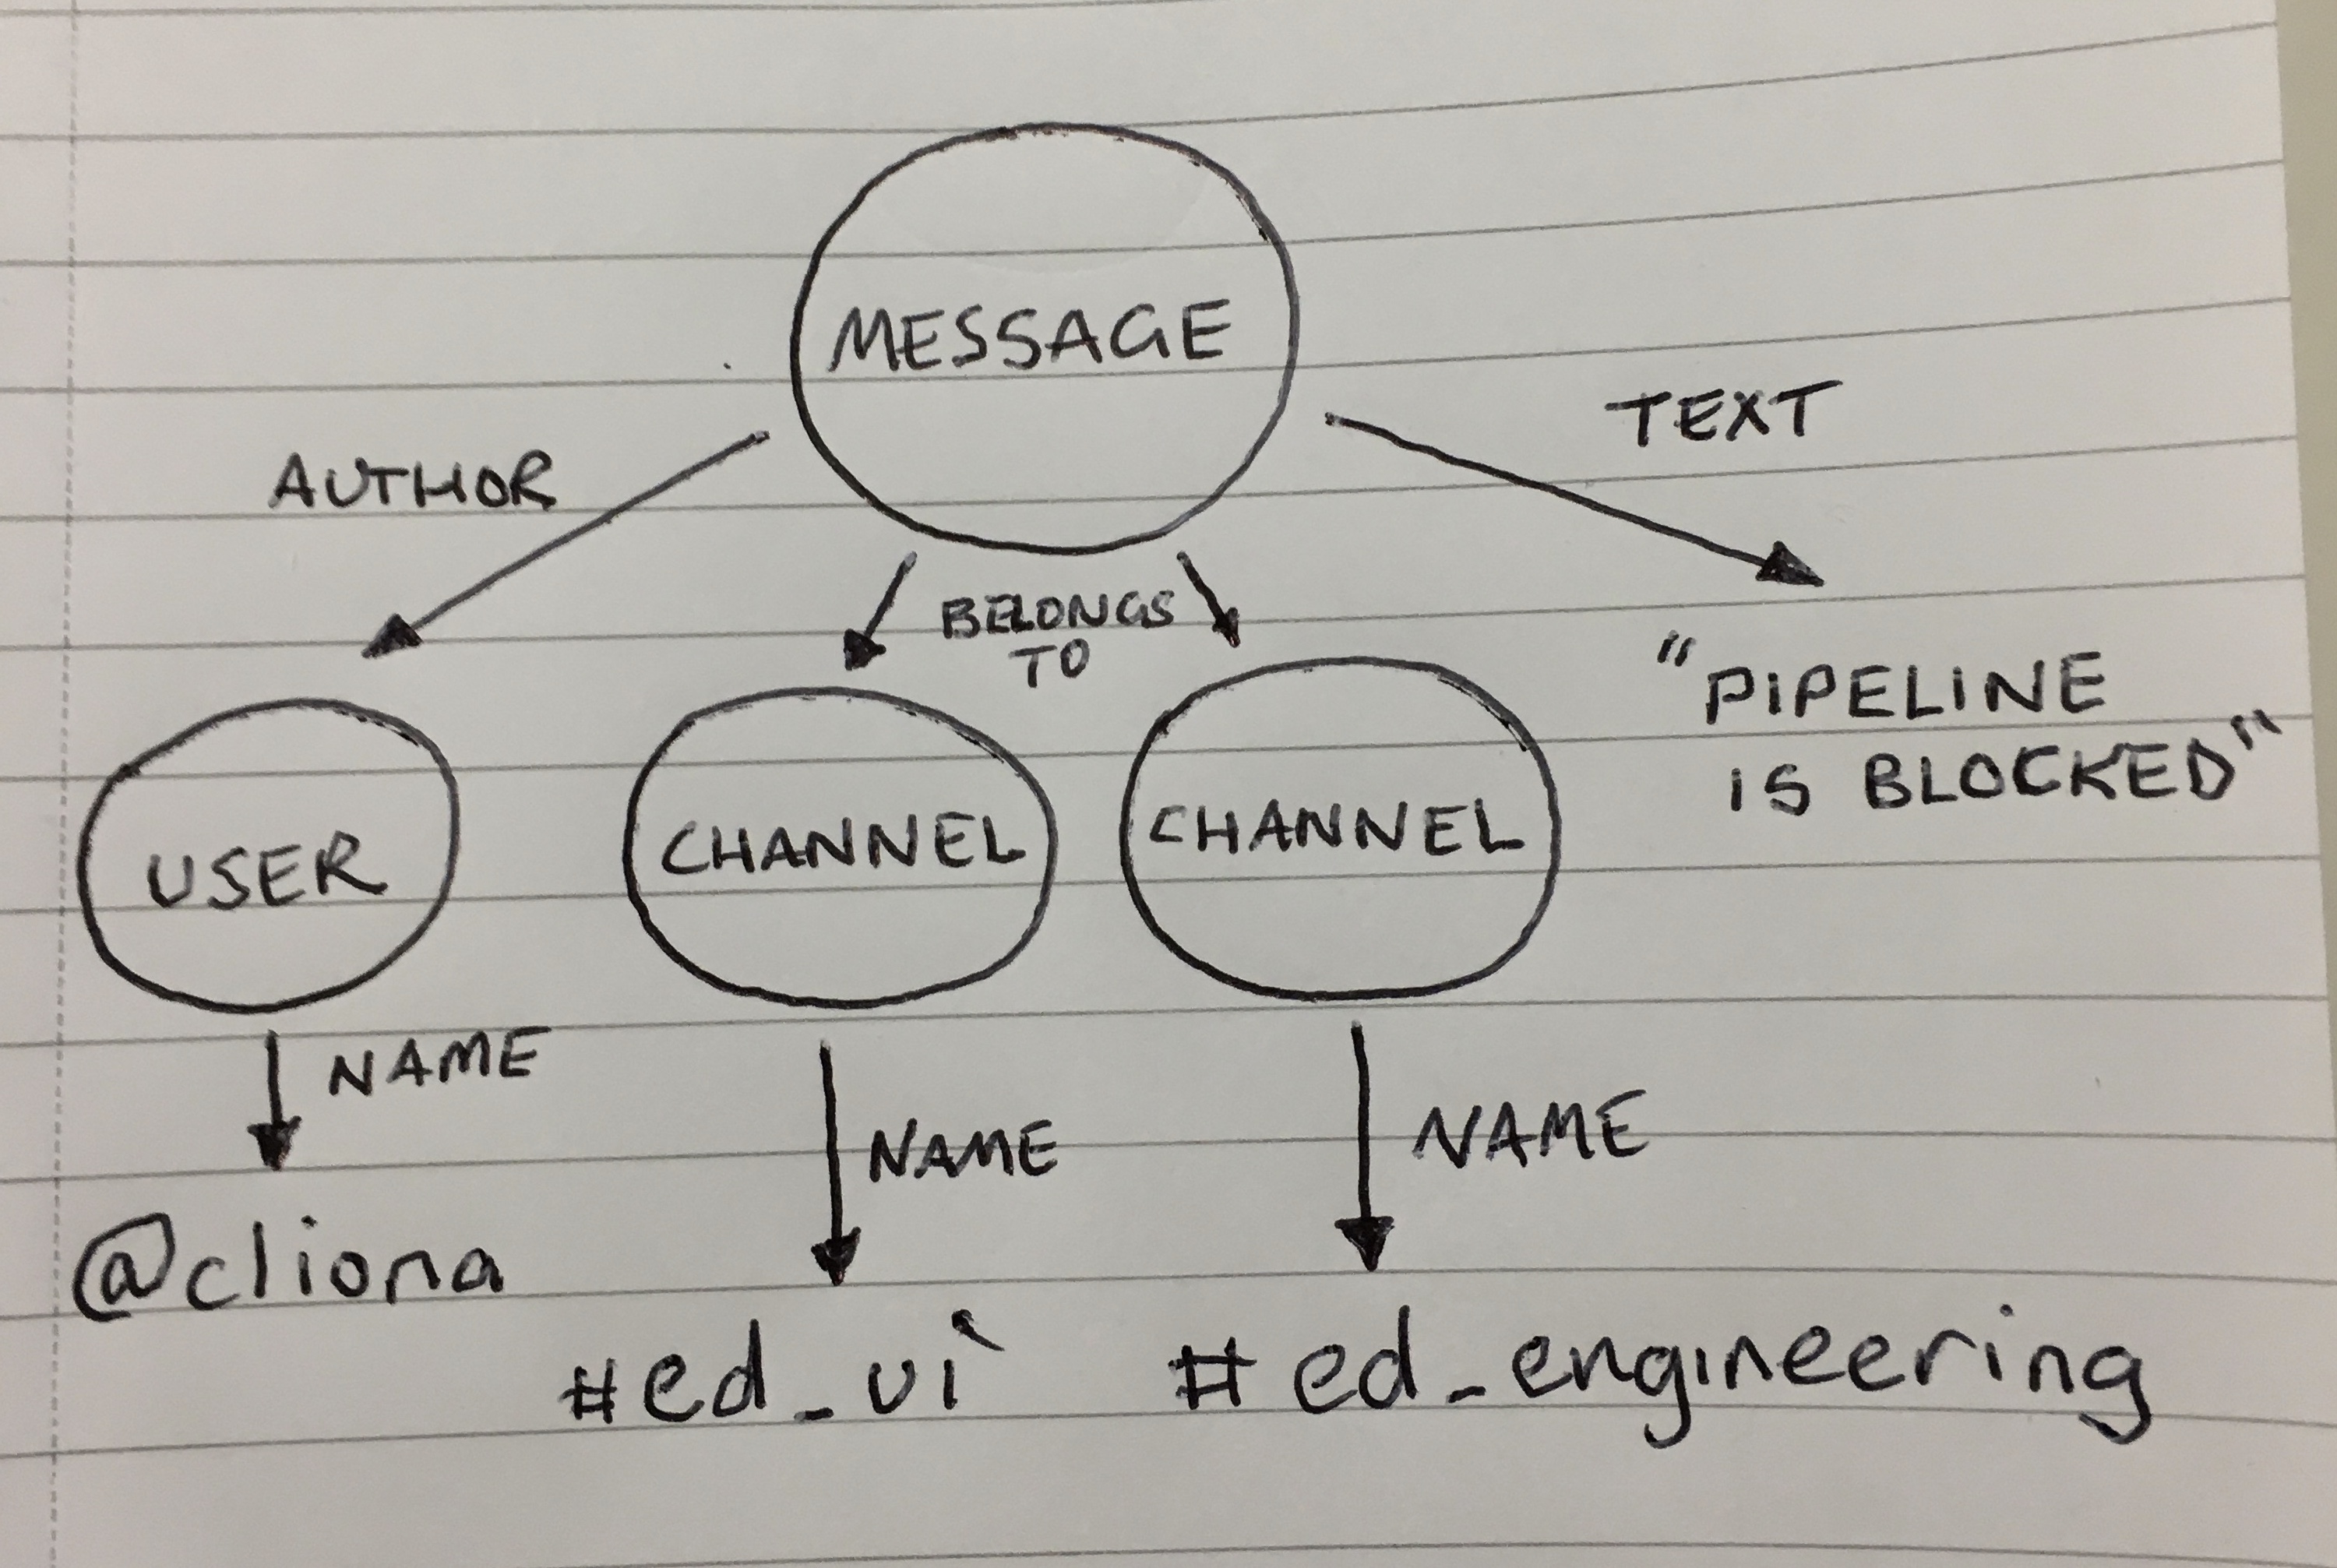 MESSAGE
AUTHOR
TEXT
BELONGS
TO
"PIPELINE
IS BLOCKED"
USER
CHANNEL
CHANNEL
NAME
NAME
NAME
@cliona
#ed_ui
#ed_engineering